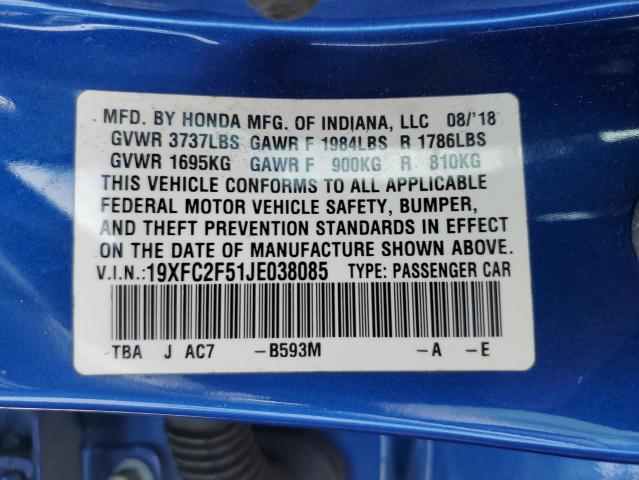 MFD. BY HONDA MFG. OF INDIANA, LLC 08/'18
GVWR 3737LBS GAWR F 1984LBS R 1786LBS
GVWR 1695KG GAWR F 900KG R 810KG
THIS VEHICLE CONFORMS TO ALL APPLICABLE
FEDERAL MOTOR VEHICLE SAFETY, BUMPER,
AND THEFT PREVENTION STANDARDS IN EFFECT
ON THE DATE OF MANUFACTURE SHOWN ABOVE.
V.I.N.:19XFC2F51JE038085 TYPE: PASSENGER CAR
TBA J AC7 -B593M -A -E